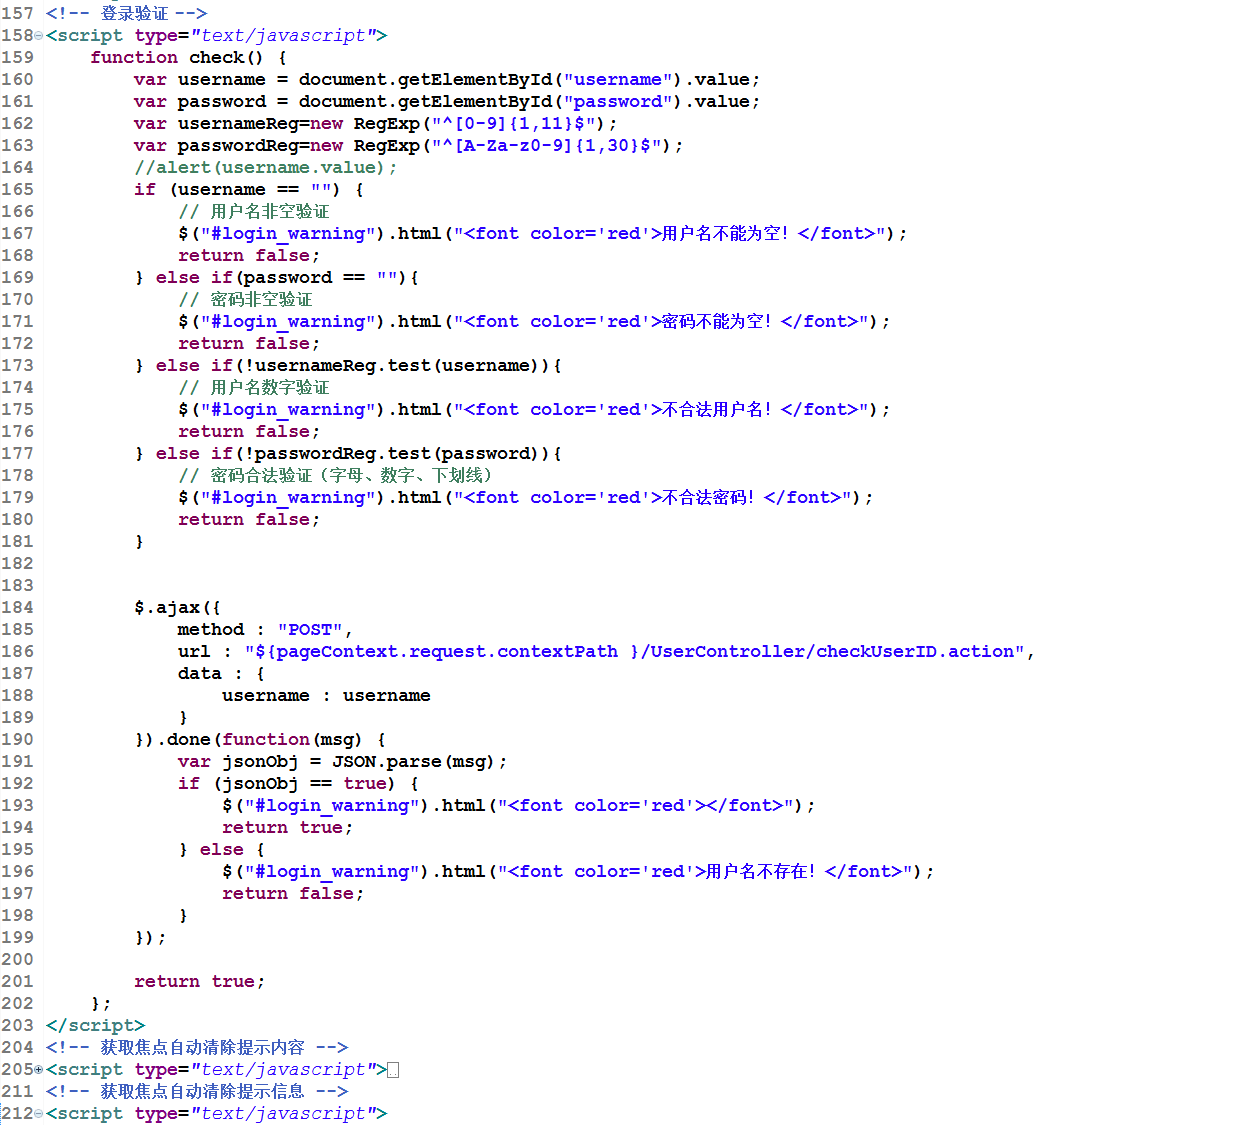 157 <!-- 登录验证 -->
158 <script type="text/javascript">
159     function check() {
160         var username = document.getElementById("username").value;
161         var password = document.getElementById("password").value;
162         var usernameReg=new RegExp("^[0-9]{1,11}$");
163         var passwordReg=new RegExp("^[A-Za-z0-9]{1,30}$");
164         //alert(username.value);
165         if (username == "") {
166             // 用户名非空验证
167             $("#login_warning").html("<font color='red'>用户名不能为空！</font>");
168             return false;
169         } else if(password == ""){
170             // 密码非空验证
171             $("#login_warning").html("<font color='red'>密码不能为空！</font>");
172             return false;
173         } else if(!usernameReg.test(username)){
174             // 用户名数字验证
175             $("#login_warning").html("<font color='red'>不合法用户名！</font>");
176             return false;
177         } else if(!passwordReg.test(password)){
178             // 密码合法验证（字母、数字、下划线）
179             $("#login_warning").html("<font color='red'>不合法密码！</font>");
180             return false;
181         }
182
183
184         $.ajax({
185             method : "POST",
186             url : "${pageContext.request.contextPath }/UserController/checkUserID.action",
187             data : {
188                 username : username
189             }
190         }).done(function(msg) {
191             var jsonObj = JSON.parse(msg);
192             if (jsonObj == true) {
193                 $("#login_warning").html("<font color='red'></font>");
194                 return true;
195             } else {
196                 $("#login_warning").html("<font color='red'>用户名不存在！</font>");
197                 return false;
198             }
199         });
200
201         return true;
202     };
203 </script>
204 <!-- 获取焦点自动清除提示内容 -->
205 <script type="text/javascript">
211 <!-- 获取焦点自动清除提示信息 -->
212 <script type="text/javascript">